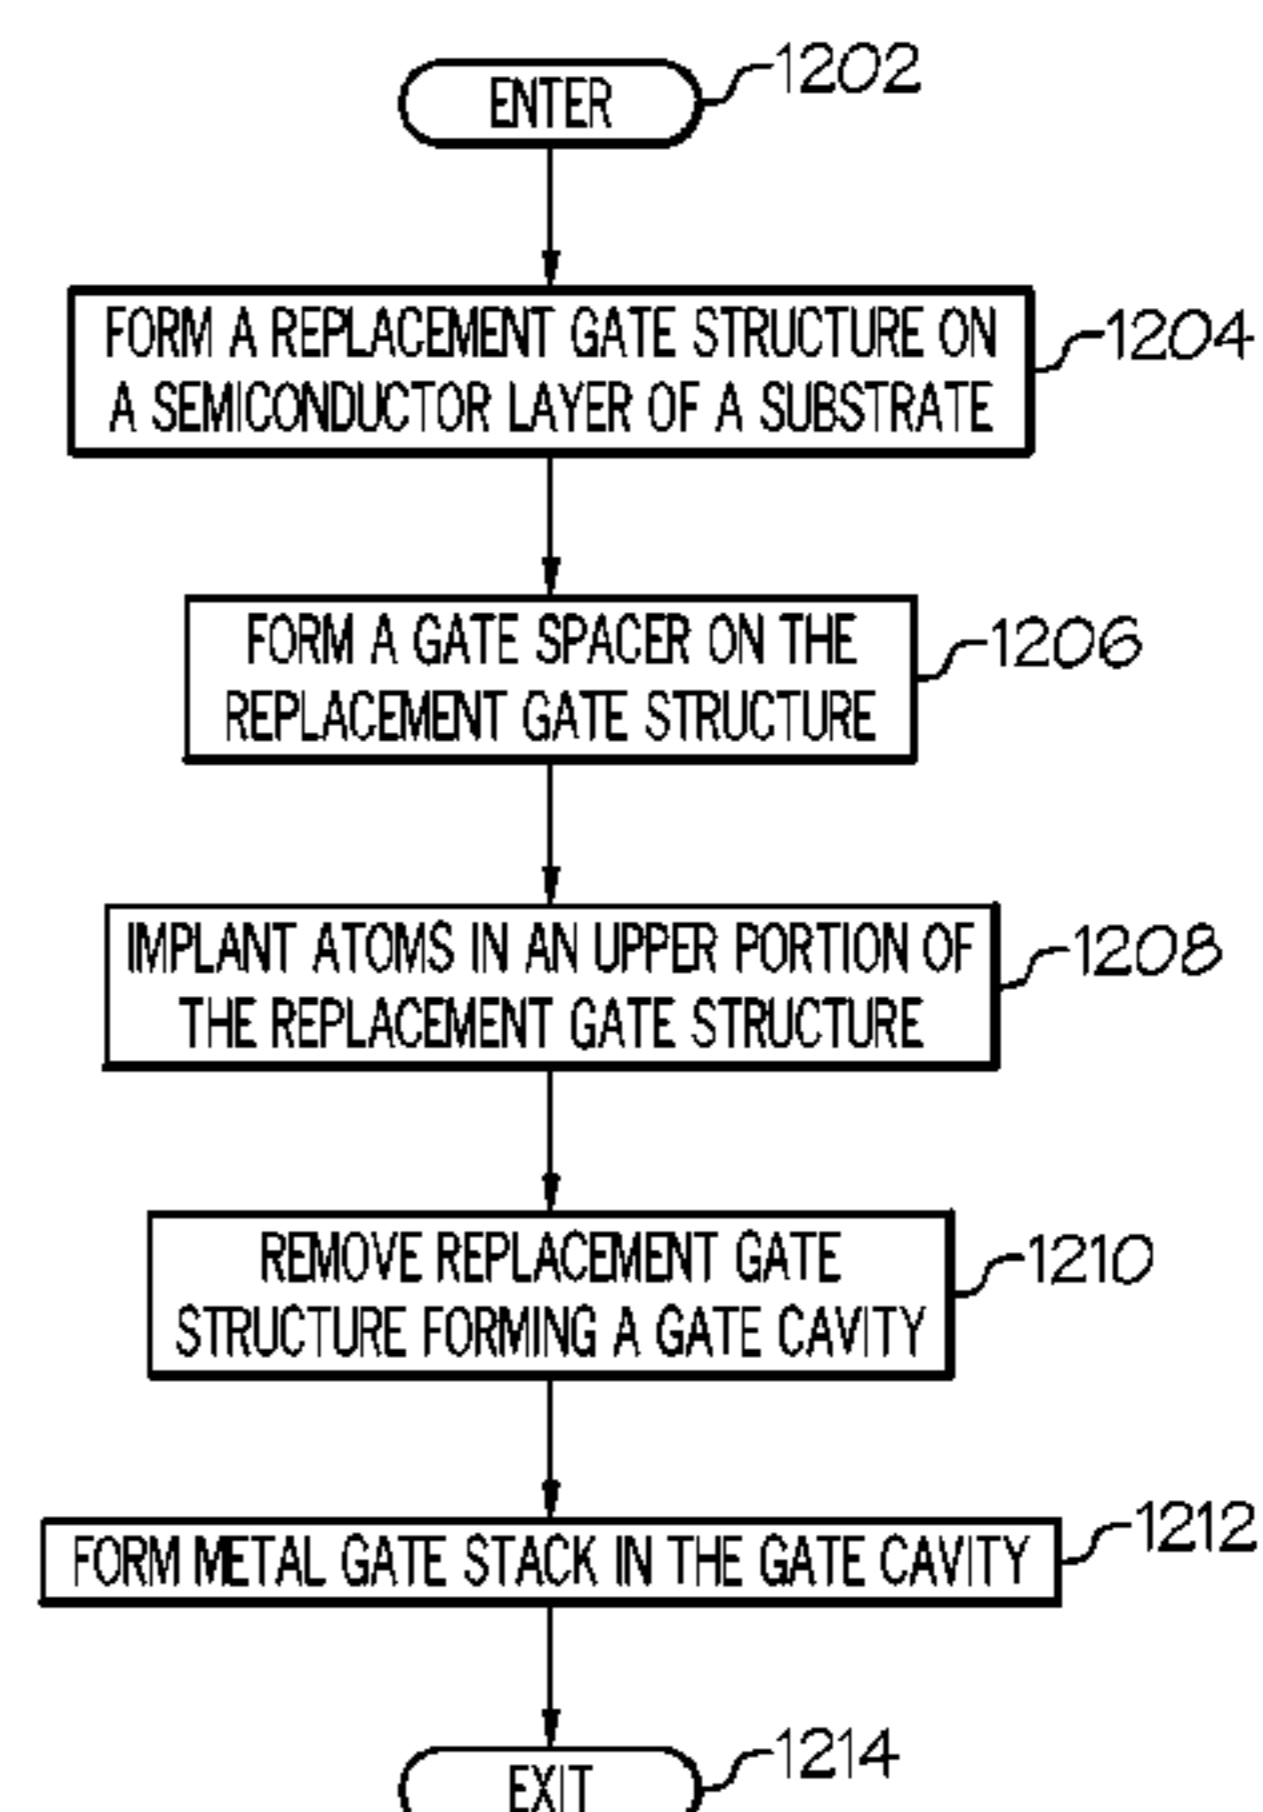 ENTER
1202
FORM A REPLACEMENT GATE STRUCTURE ON
A SEMICONDUCTOR LAYER OF A SUBSTRATE
1204
FORM A GATE SPACER ON THE
REPLACEMENT GATE STRUCTURE
1206
IMPLANT ATOMS IN AN UPPER PORTION OF
THE REPLACEMENT GATE STRUCTURE
1208
REMOVE REPLACEMENT GATE
STRUCTURE FORMING A GATE CAVITY
1210
FORM METAL GATE STACK IN THE GATE CAVITY
1212
EXIT
1214